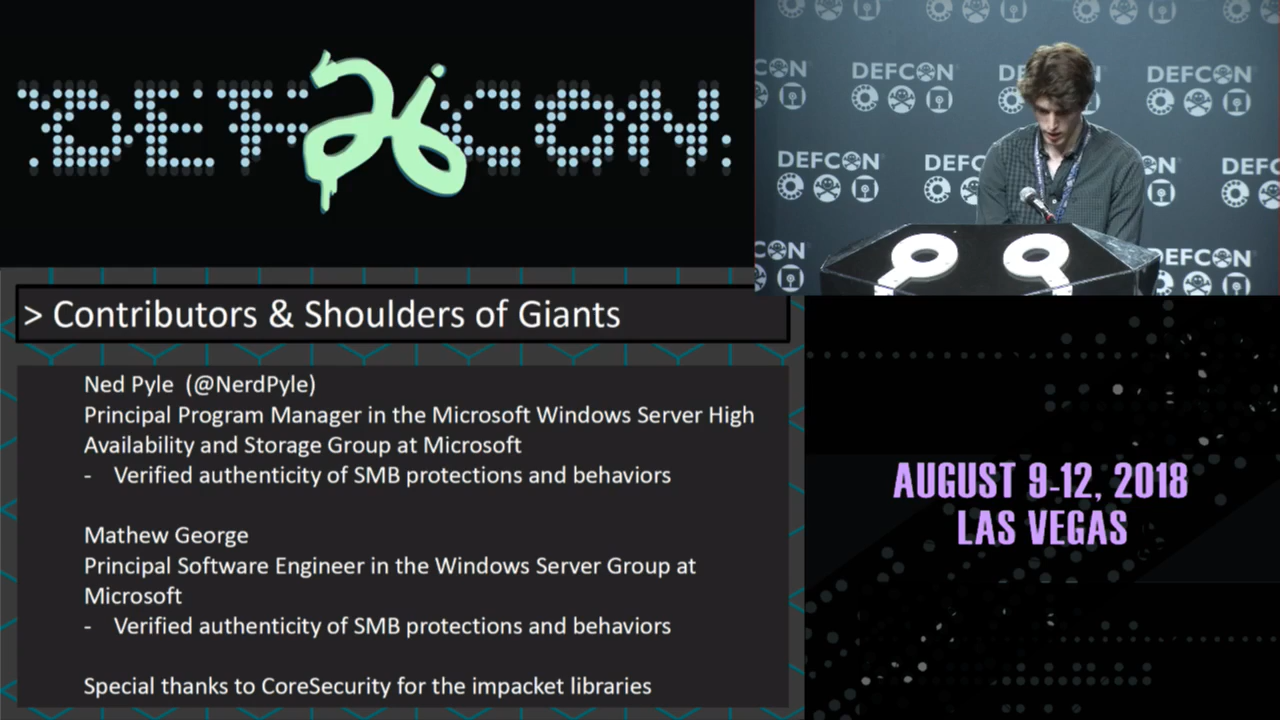 DEF 26 CON
DEFCON DEFCON DEFCON
DEFCON DEFCON
DEFCON DEFCON
> Contributors & Shoulders of Giants
Ned Pyle (@NerdPyle)
Principal Program Manager in the Microsoft Windows Server High
Availability and Storage Group at Microsoft
- Verified authenticity of SMB protections and behaviors
Mathew George
Principal Software Engineer in the Windows Server Group at
Microsoft
- Verified authenticity of SMB protections and behaviors
Special thanks to CoreSecurity for the impacket libraries
AUGUST 9-12, 2018
LAS VEGAS